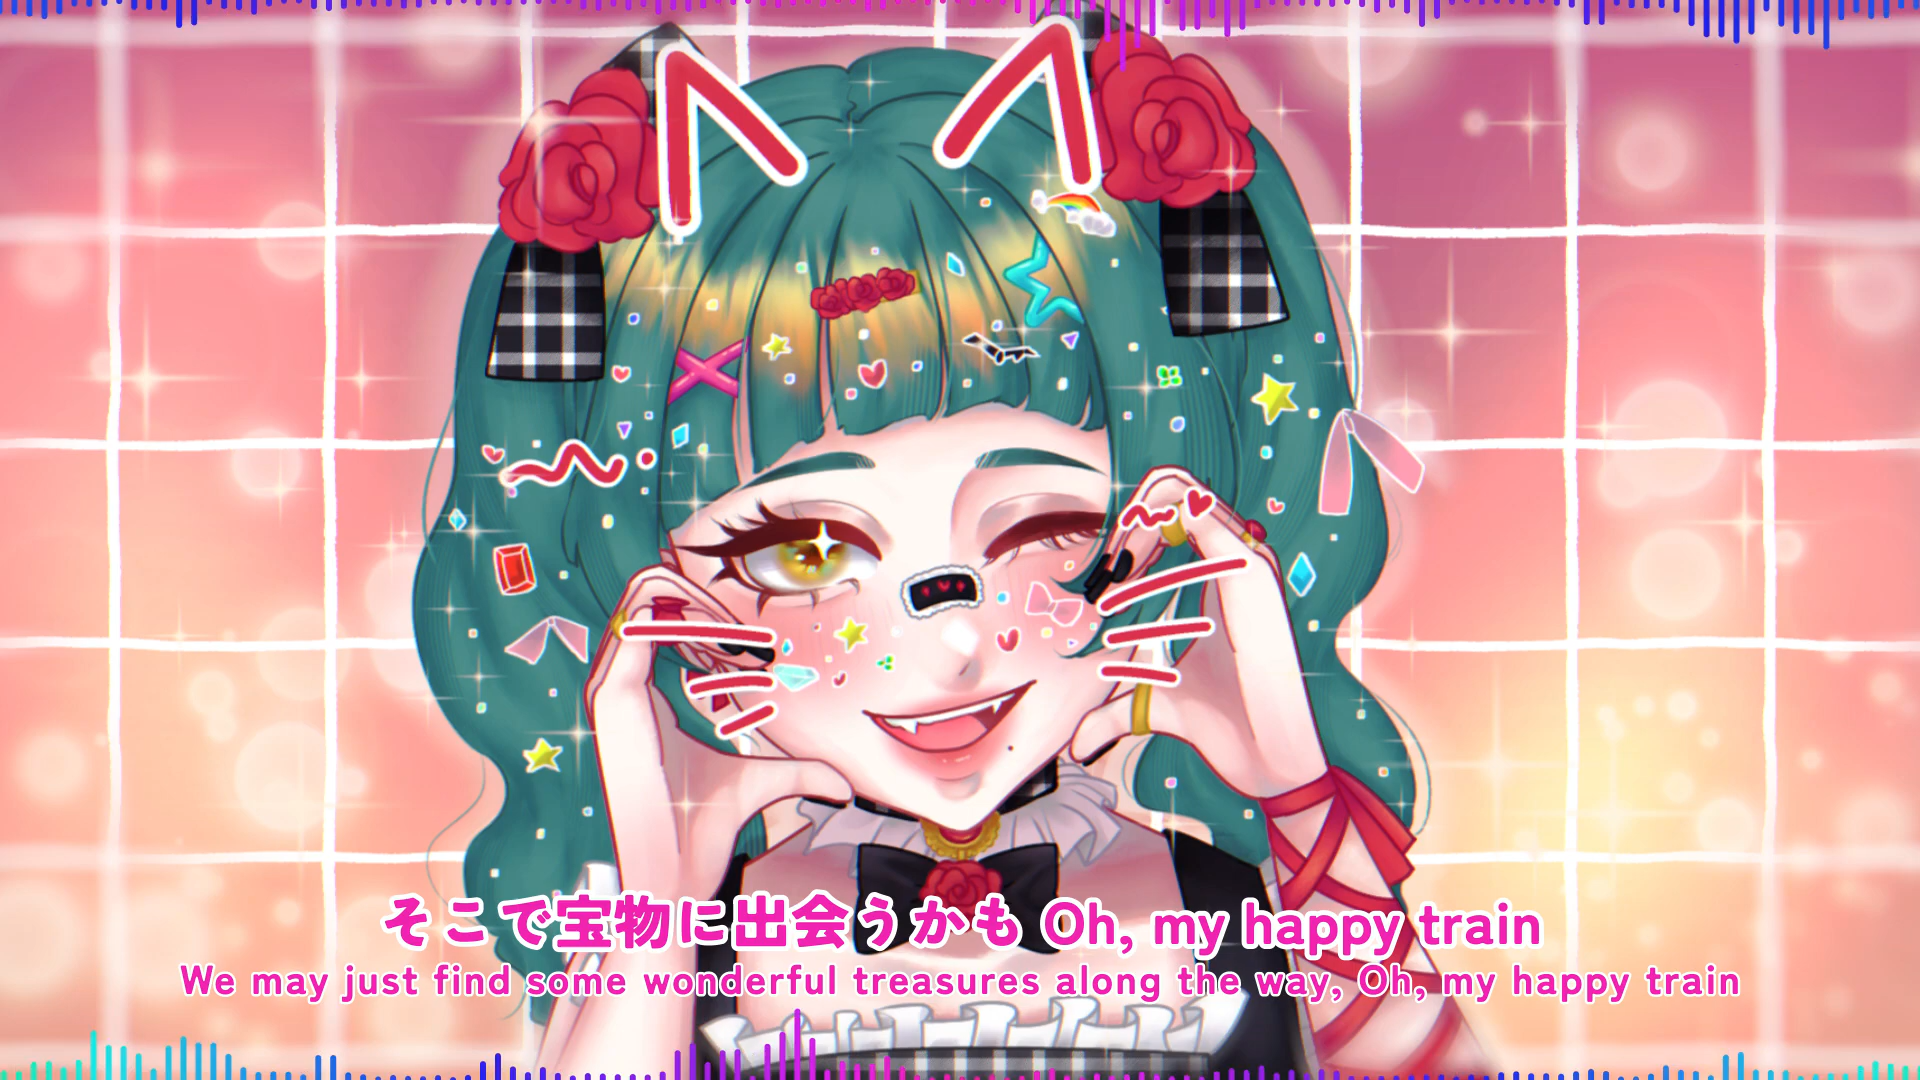 そこで宝物に出会うかも Oh, my happy train
We may just find some wonderful treasures along the way, Oh, my happy train